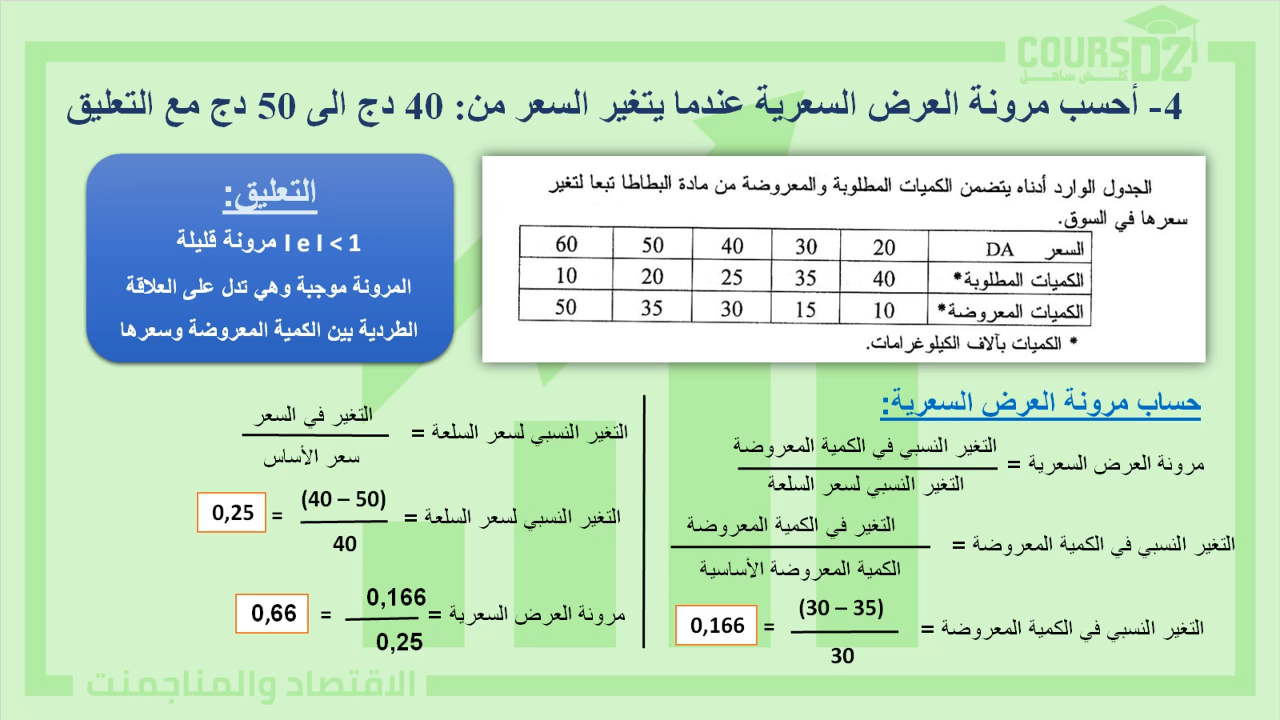 COURSDZ
كلش ساهل
4- أحسب مرونة العرض السعرية عندما يتغير السعر من: 40 دج الى 50 دج مع التعليق
الجدول الوارد أدناه يتضمن الكميات المطلوبة والمعروضة من مادة البطاطا تبعا لتغير
سعرها في السوق.
السعر DA 20 30 40 50 60
الكميات المطلوبة* 40 35 25 20 10
الكميات المعروضة* 10 15 30 35 50
* الكميات بآلاف الكيلوغرامات.
التعليق:
I e I < 1 مرونة قليلة
المرونة موجبة وهي تدل على العلاقة
الطردية بين الكمية المعروضة وسعرها
حساب مرونة العرض السعرية:
مرونة العرض السعرية =
التغير النسبي في الكمية المعروضة
التغير النسبي لسعر السلعة
التغير النسبي في الكمية المعروضة =
التغير في الكمية المعروضة
الكمية المعروضة الأساسية
التغير النسبي في الكمية المعروضة =
(30 – 35)
30
= 0,166
التغير النسبي لسعر السلعة =
التغير في السعر
سعر الأساس
التغير النسبي لسعر السلعة =
(40 – 50)
40
= 0,25
مرونة العرض السعرية =
0,166
0,25
= 0,66
الاقتصاد والمناجمنت